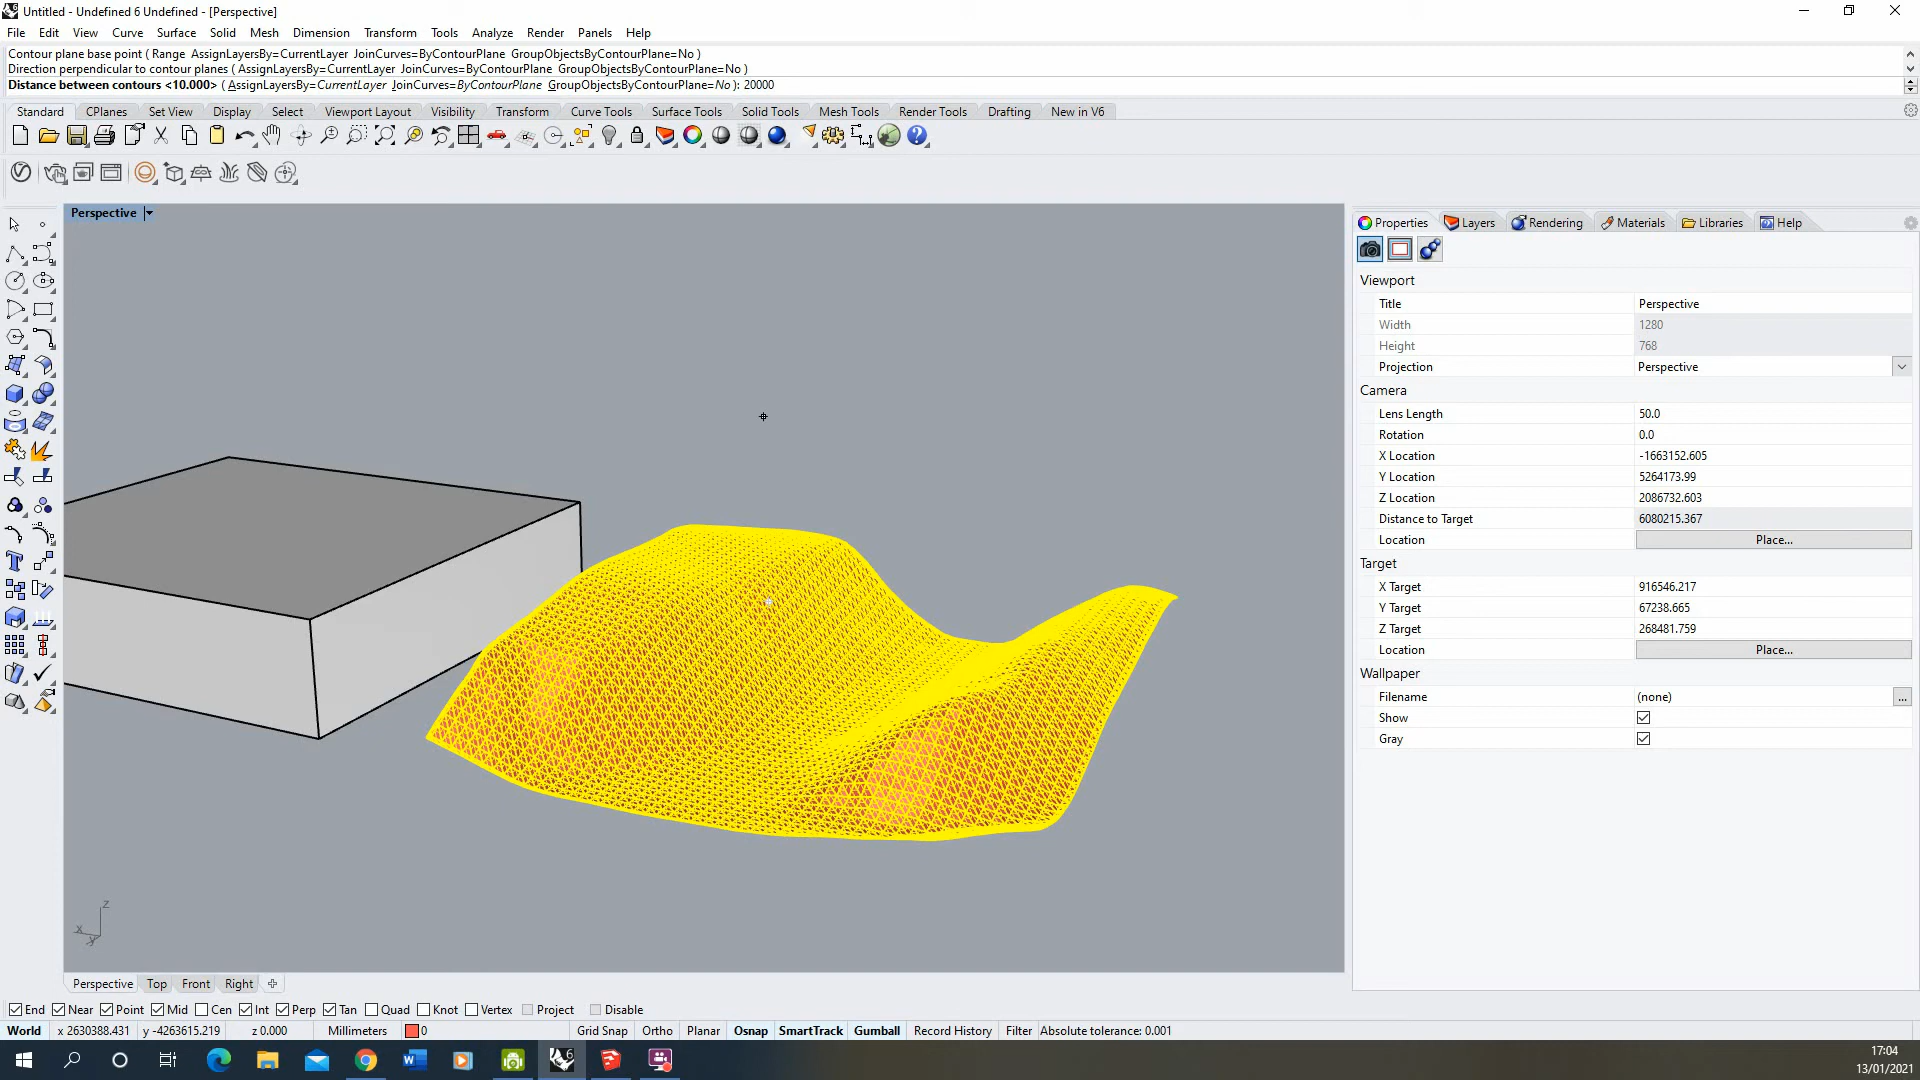 Untitled - Undefined 6 Undefined - [Perspective]
File Edit View Curve Surface Solid Mesh Dimension Transform Tools Analyze Render Panels Help
Contour plane base point ( Range AssignLayersBy=CurrentLayer JoinCurves=ByContourPlane GroupObjectsByContourPlane=No )
Direction perpendicular to contour planes ( AssignLayersBy=CurrentLayer JoinCurves=ByContourPlane GroupObjectsByContourPlane=No )
Distance between contours <10.000> ( AssignLayersBy=CurrentLayer JoinCurves=ByContourPlane GroupObjectsByContourPlane=No ): 20000
Standard CPlanes Set View Display Select Viewport Layout Visibility Transform Curve Tools Surface Tools Solid Tools Mesh Tools Render Tools Drafting New in V6
Perspective
Properties Layers Rendering Materials Libraries Help
Viewport
Title Perspective
Width 1280
Height 768
Projection Perspective
Camera
Lens Length 50.0
Rotation 0.0
X Location -1663152.605
Y Location 5264173.99
Z Location 2086732.603
Distance to Target 6080215.367
Location Place...
Target
X Target 916546.217
Y Target 67238.665
Z Target 268481.759
Location Place...
Wallpaper
Filename (none) ...
Show
Gray
z
x
y
Perspective Top Front Right
End Near Point Mid Cen Int Perp Tan Quad Knot Vertex Project Disable
World x 2630388.431 y -4263615.219 z 0.000 Millimeters 0 Grid Snap Ortho Planar Osnap SmartTrack Gumball Record History Filter Absolute tolerance: 0.001
17:04
13/01/2021